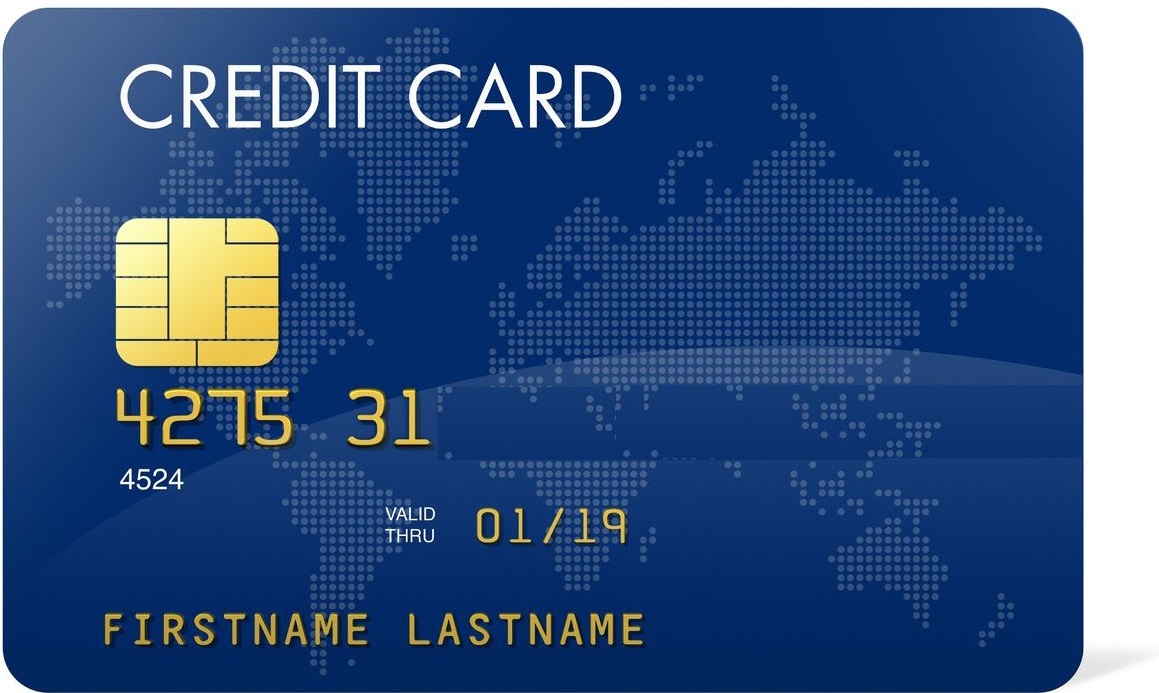 CREDIT CARD
4275 31
4524
VALID
THRU 01/19
FIRSTNAME LASTNAME